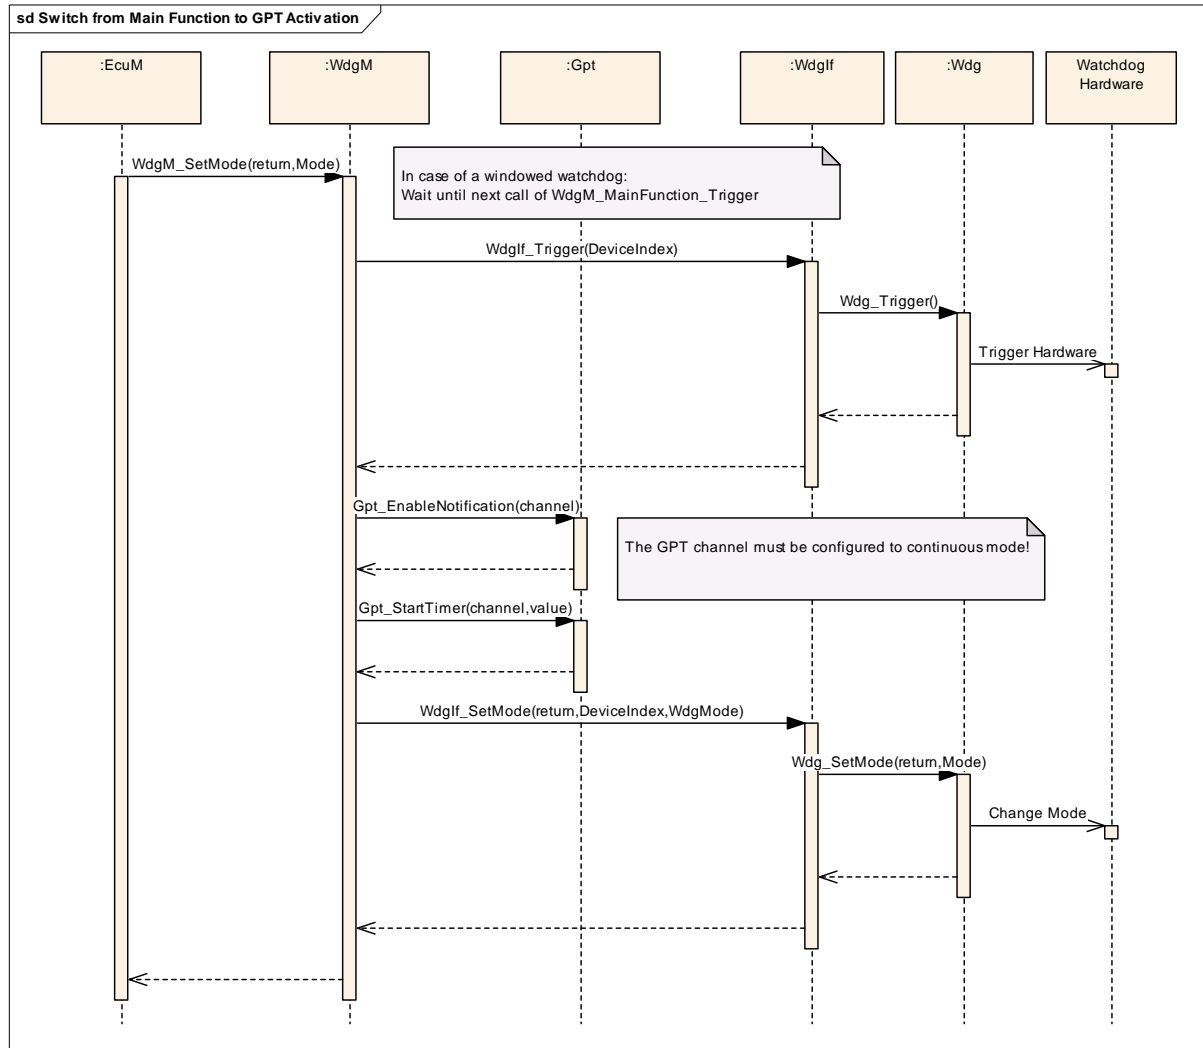 sd Switch from Main Function to GPT Activation
:EcuM
:WdgM
:Gpt
:WdgIf
:Wdg
Watchdog
Hardware
WdgM_SetMode(return,Mode)
In case of a windowed watchdog:
Wait until next call of WdgM_MainFunction_Trigger
WdgIf_Trigger(DeviceIndex)
Wdg_Trigger()
Trigger Hardware
Gpt_EnableNotification(channel)
The GPT channel must be configured to continuous mode!
Gpt_StartTimer(channel,value)
WdgIf_SetMode(return,DeviceIndex,WdgMode)
Wdg_SetMode(return,Mode)
Change Mode